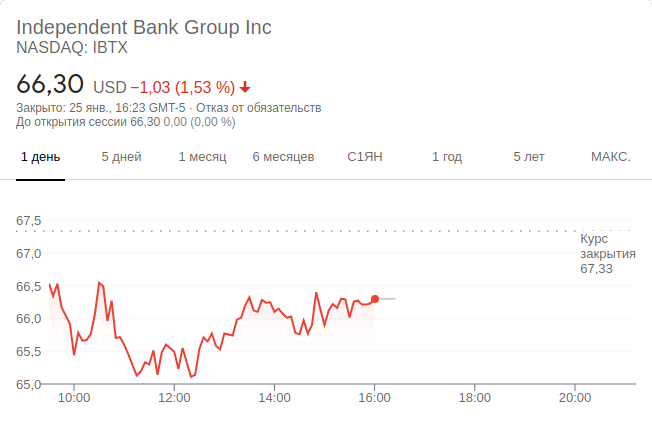 Independent Bank Group Inc
NASDAQ: IBTX
66,30 USD −1,03 (1,53 %)
Закрыто: 25 янв., 16:23 GMT-5 · Отказ от обязательств
До открытия сессии 66,30 0,00 (0,00 %)
1 день 5 дней 1 месяц 6 месяцев С1ЯН 1 год 5 лет МАКС.
67,5
Курс
закрытия
67,33
67,0
66,5
66,0
65,5
65,0
10:00 12:00 14:00 16:00 18:00 20:00